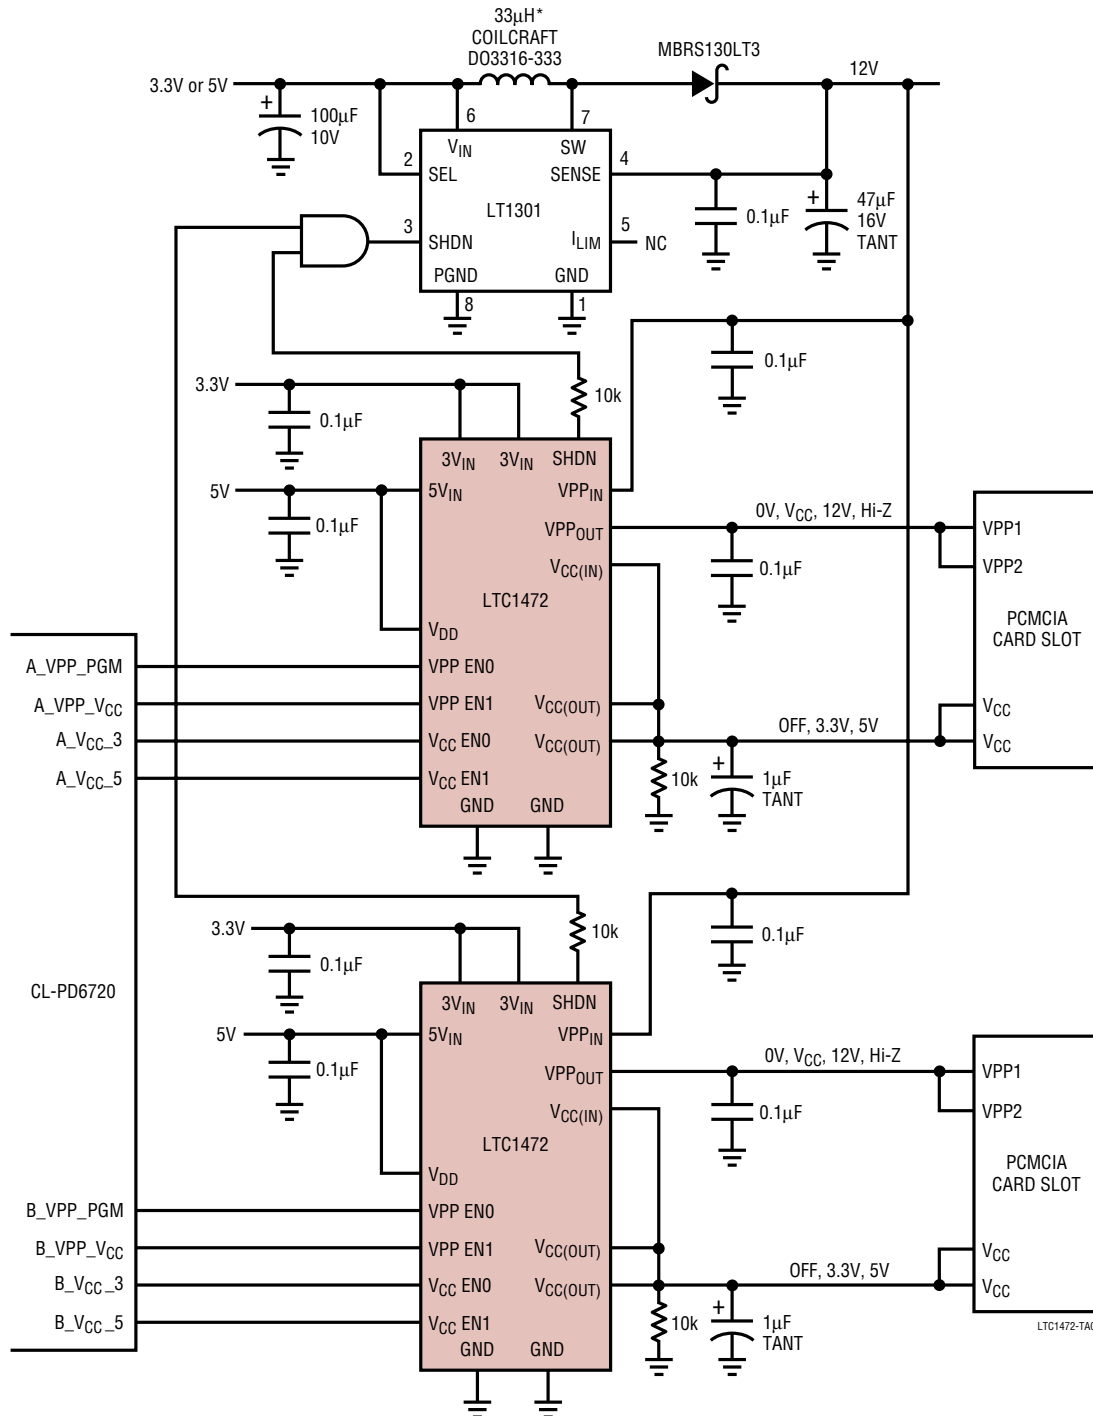 33µH*
COILCRAFT
DO3316-333
MBRS130LT3
3.3V or 5V
12V
+
100µF
10V
6
7
VIN
SW
2
SEL
SENSE
4
LT1301
0.1µF
+
47µF
16V
TANT
3
SHDN
ILIM
5
NC
PGND
GND
8
1
0.1µF
3.3V
10k
0.1µF
3VIN
3VIN
SHDN
5V
5VIN
VPPIN
0.1µF
VPPOUT
0V, VCC, 12V, Hi-Z
VPP1
0.1µF
VCC(IN)
VPP2
LTC1472
PCMCIA
CARD SLOT
VDD
A_VPP_PGM
VPP EN0
A_VPP_VCC
VPP EN1
VCC(OUT)
VCC
A_VCC_3
VCC EN0
VCC(OUT)
OFF, 3.3V, 5V
VCC
A_VCC_5
VCC EN1
10k
+
1µF
TANT
GND
GND
3.3V
10k
0.1µF
0.1µF
CL-PD6720
3VIN
3VIN
SHDN
5V
5VIN
VPPIN
0.1µF
VPPOUT
0V, VCC, 12V, Hi-Z
VPP1
0.1µF
VCC(IN)
VPP2
LTC1472
PCMCIA
CARD SLOT
VDD
B_VPP_PGM
VPP EN0
B_VPP_VCC
VPP EN1
VCC(OUT)
VCC
B_VCC_3
VCC EN0
VCC(OUT)
OFF, 3.3V, 5V
VCC
B_VCC_5
VCC EN1
10k
+
1µF
TANT
GND
GND